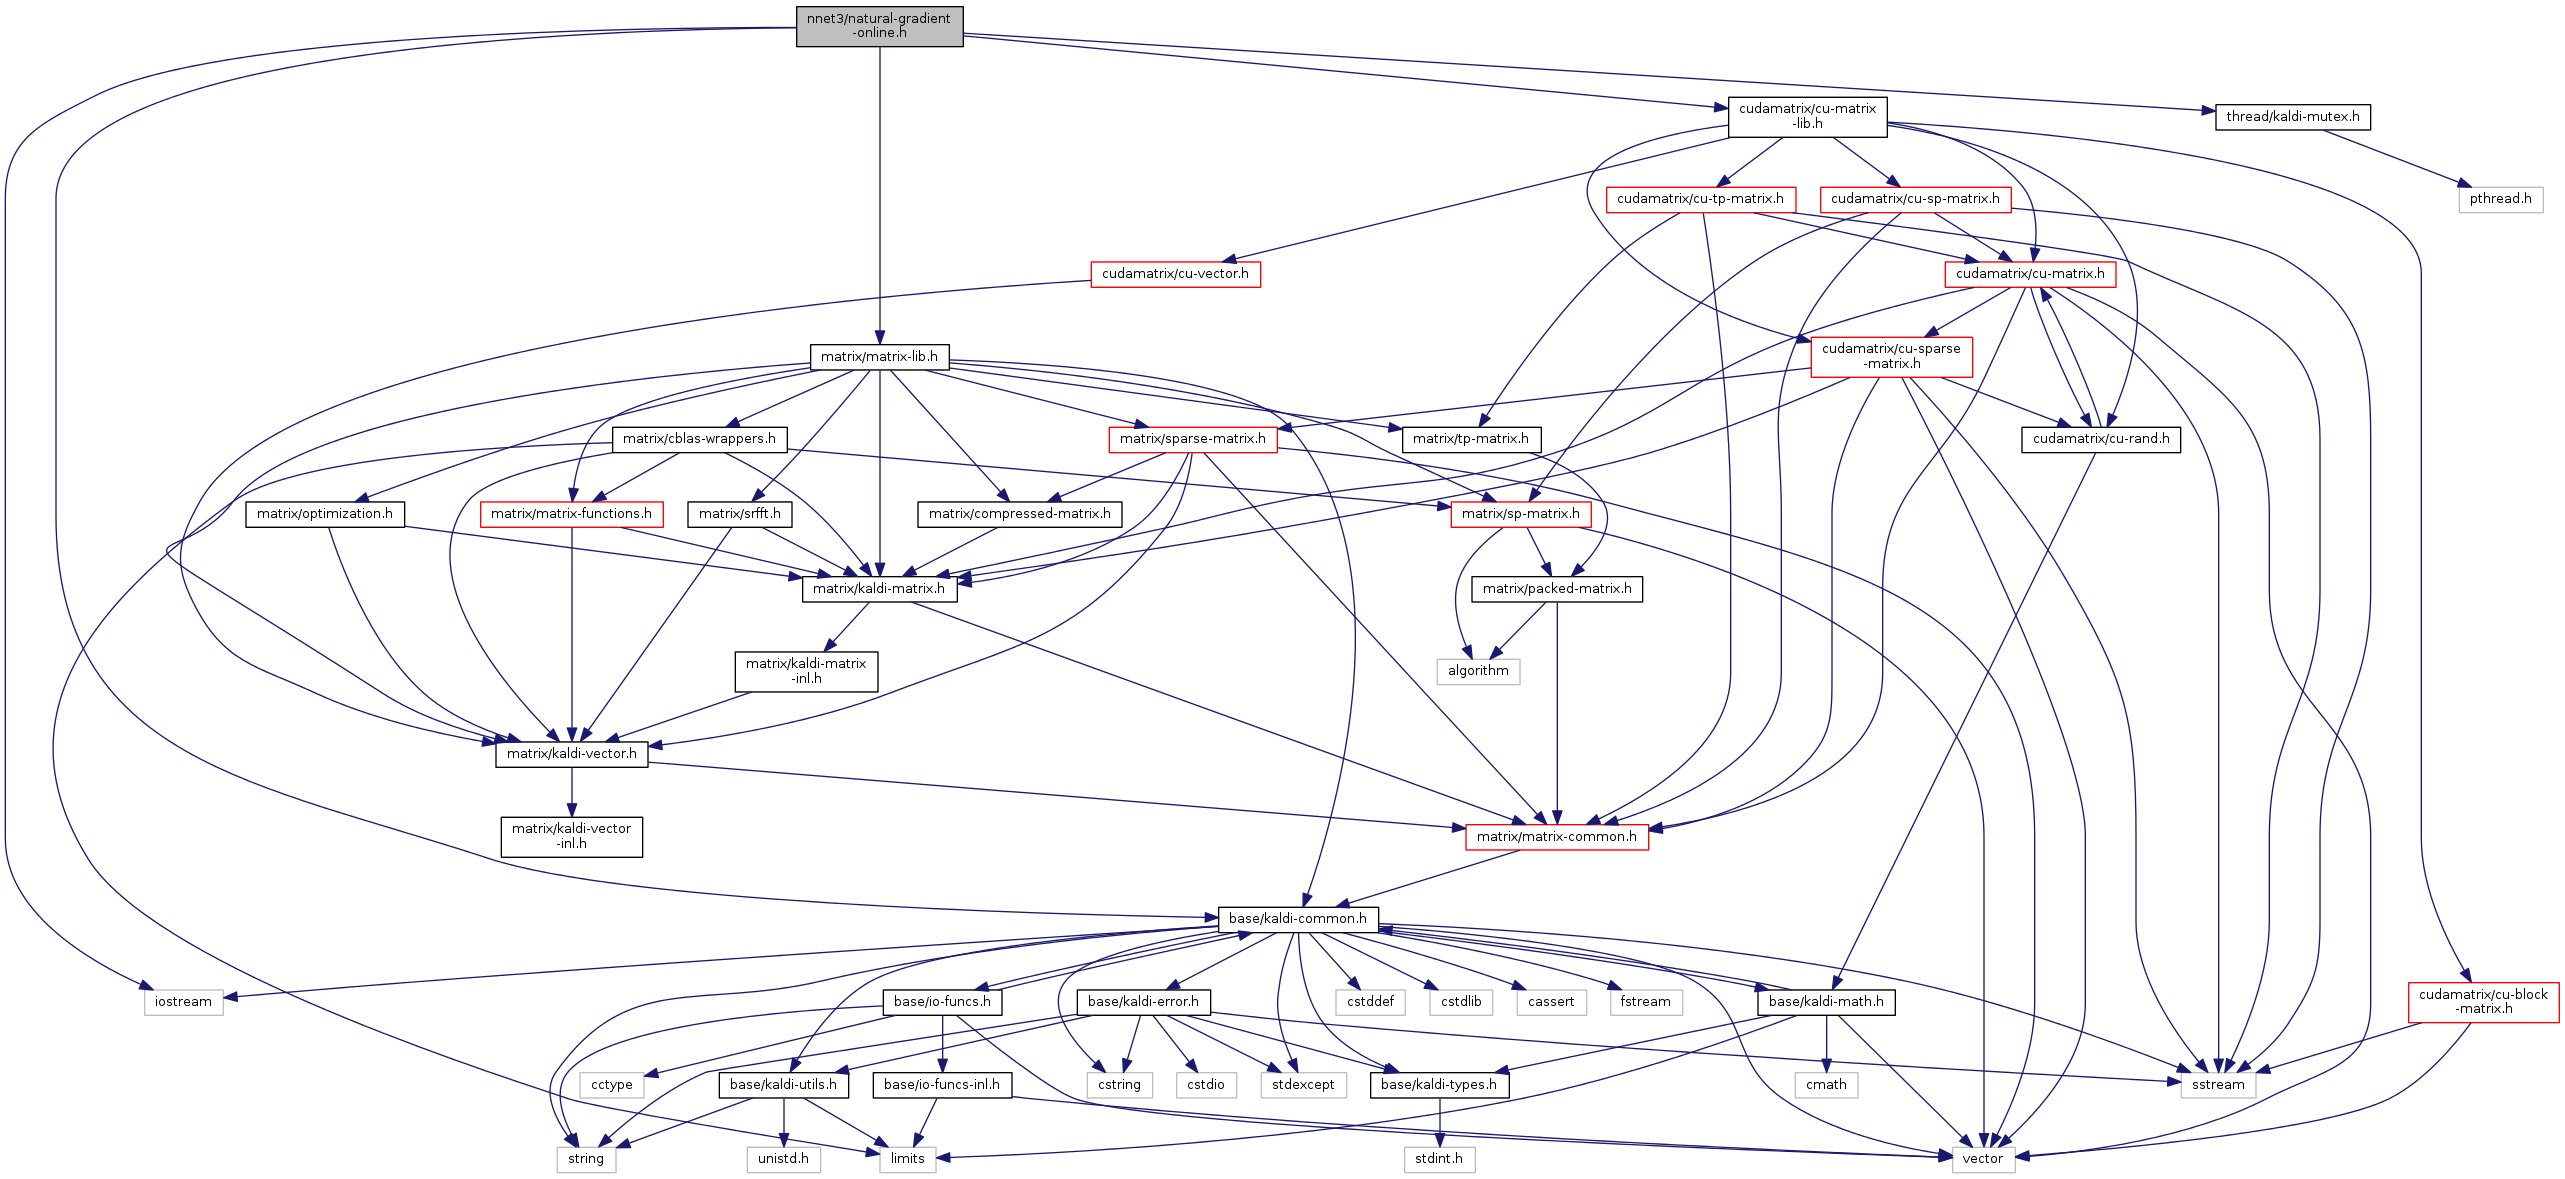 nnet3/natural-gradient
-online.h
cudamatrix/cu-matrix
-lib.h
thread/kaldi-mutex.h
cudamatrix/cu-tp-matrix.h
cudamatrix/cu-sp-matrix.h
pthread.h
cudamatrix/cu-vector.h
cudamatrix/cu-matrix.h
matrix/matrix-lib.h
cudamatrix/cu-sparse
-matrix.h
matrix/cblas-wrappers.h
matrix/sparse-matrix.h
matrix/tp-matrix.h
cudamatrix/cu-rand.h
matrix/optimization.h
matrix/matrix-functions.h
matrix/srfft.h
matrix/compressed-matrix.h
matrix/sp-matrix.h
matrix/kaldi-matrix.h
matrix/packed-matrix.h
matrix/kaldi-matrix
-inl.h
algorithm
matrix/kaldi-vector.h
matrix/kaldi-vector
-inl.h
matrix/matrix-common.h
base/kaldi-common.h
iostream
base/io-funcs.h
base/kaldi-error.h
cstddef
cstdlib
cassert
fstream
base/kaldi-math.h
cudamatrix/cu-block
-matrix.h
cctype
base/kaldi-utils.h
base/io-funcs-inl.h
cstring
cstdio
stdexcept
base/kaldi-types.h
cmath
sstream
string
unistd.h
limits
stdint.h
vector